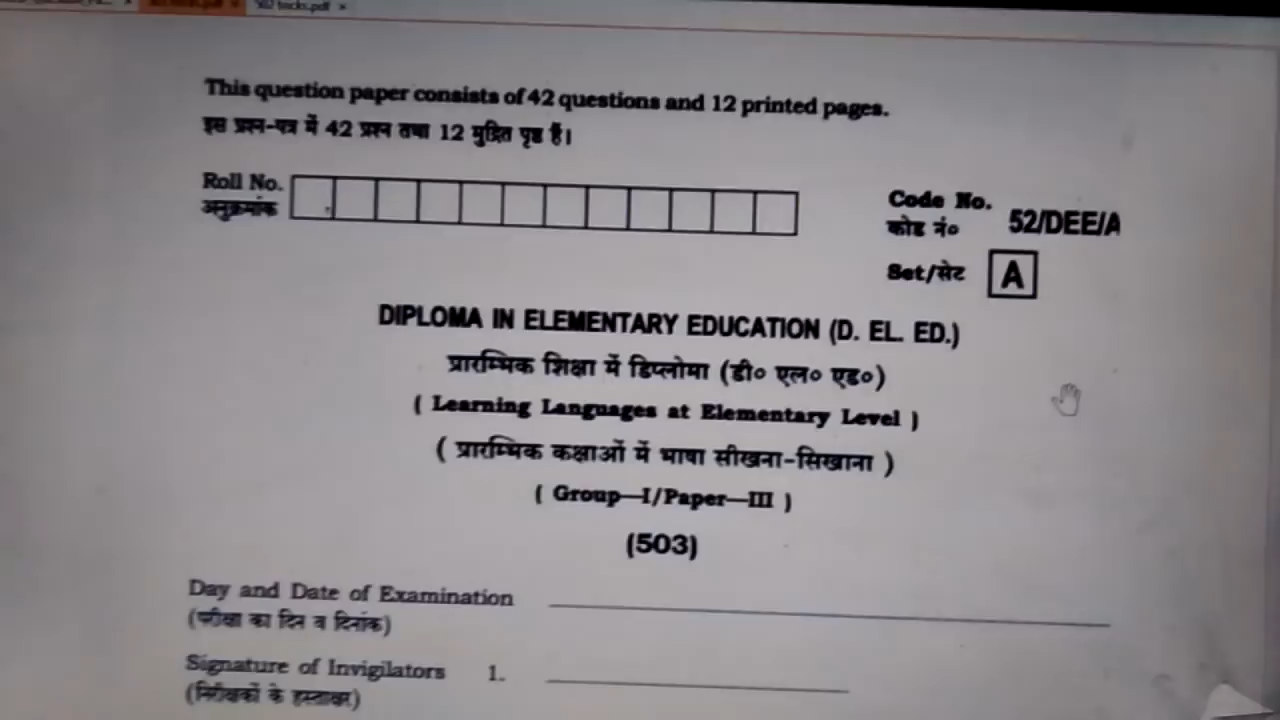 502 books.pdf ×
This question paper consists of 42 questions and 12 printed pages.
इस प्रश्न-पत्र में 42 प्रश्न तथा 12 मुद्रित पृष्ठ हैं।
Roll No.
अनुक्रमांक
Code No.
कोड नं०
52/DEE/A
Set/सेट A
DIPLOMA IN ELEMENTARY EDUCATION (D. EL. ED.)
प्रारम्भिक शिक्षा में डिप्लोमा (डी० एल० एड०)
( Learning Languages at Elementary Level )
( प्रारम्भिक कक्षाओं में भाषा सीखना-सिखाना )
( Group—I/Paper—III )
(503)
Day and Date of Examination
(परीक्षा का दिन व दिनांक)
Signature of Invigilators 1.
(निरीक्षकों के हस्ताक्षर)